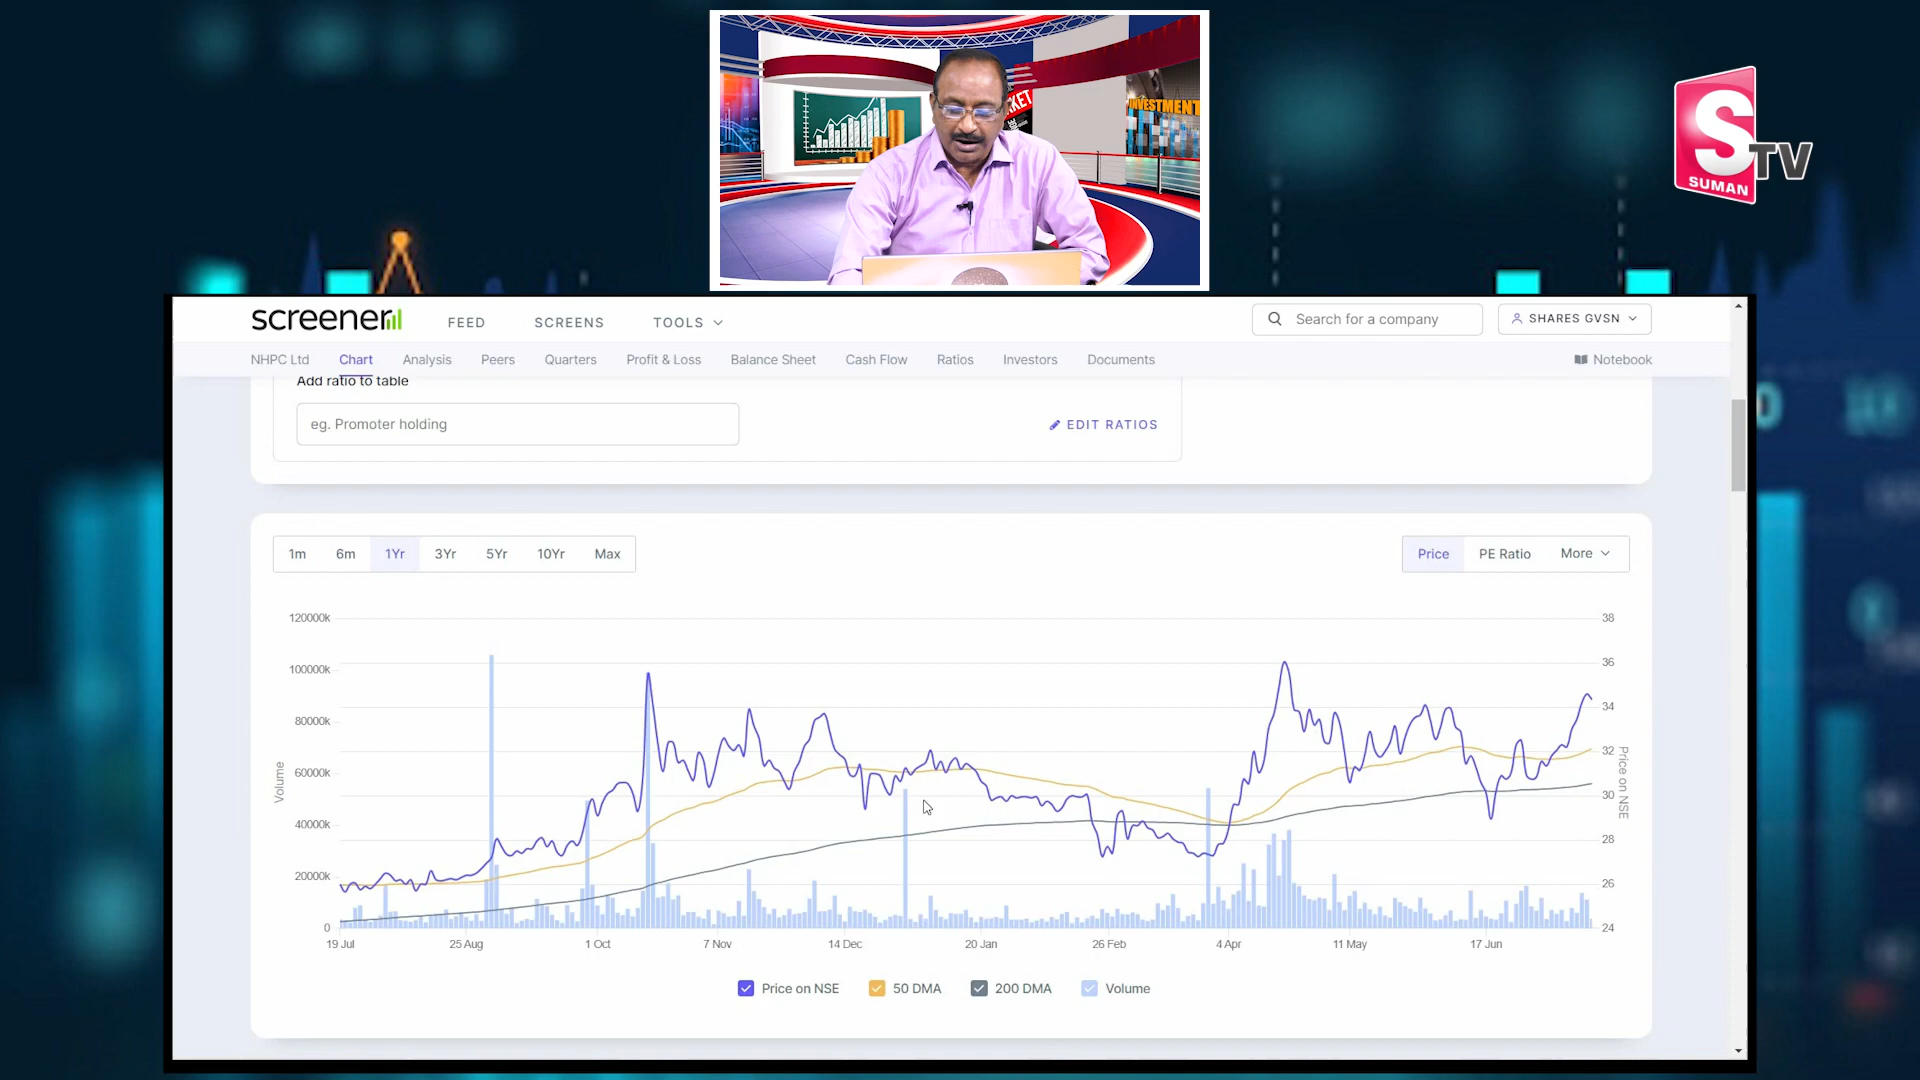 MARKET
INVESTMENT
S TV
SUMAN
screener
FEED
SCREENS
TOOLS
Search for a company
SHARES GVSN
NHPC Ltd
Chart
Analysis
Peers
Quarters
Profit & Loss
Balance Sheet
Cash Flow
Ratios
Investors
Documents
Notebook
Add ratio to table
eg. Promoter holding
EDIT RATIOS
1m
6m
1Yr
3Yr
5Yr
10Yr
Max
Price
PE Ratio
More
120000k
100000k
80000k
60000k
40000k
20000k
0
Volume
38
36
34
32
30
28
26
24
Price on NSE
19 Jul
25 Aug
1 Oct
7 Nov
14 Dec
20 Jan
26 Feb
4 Apr
11 May
17 Jun
Price on NSE
50 DMA
200 DMA
Volume